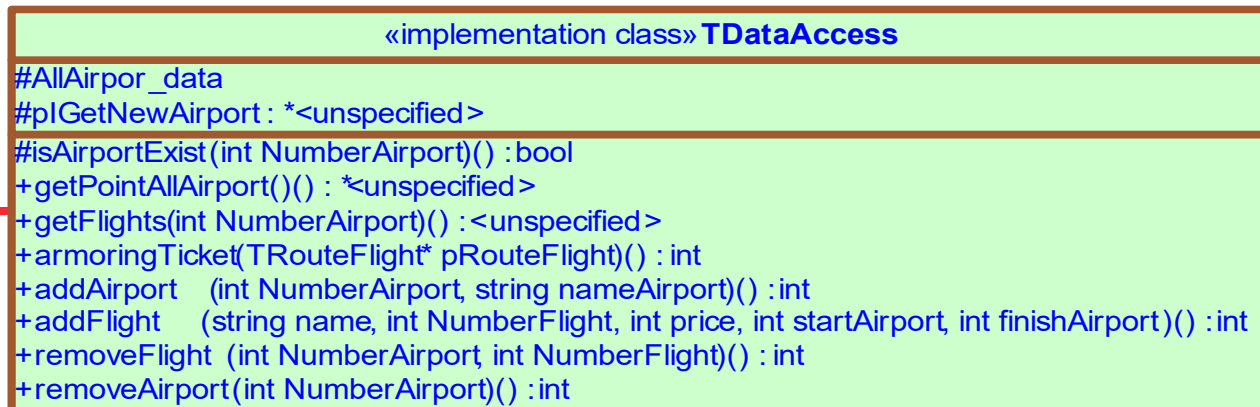 «implementation class» TDataAccess
#AllAirpor_data
#pIGetNewAirport : *<unspecified>
#isAirportExist(int NumberAirport)() : bool
+getPointAllAirport()() : *<unspecified>
+getFlights(int NumberAirport)() : <unspecified>
+armoringTicket(TRouteFlight* pRouteFlight)() : int
+addAirport (int NumberAirport, string nameAirport)() : int
+addFlight (string name, int NumberFlight, int price, int startAirport, int finishAirport)() : int
+removeFlight (int NumberAirport, int NumberFlight)() : int
+removeAirport(int NumberAirport)() : int